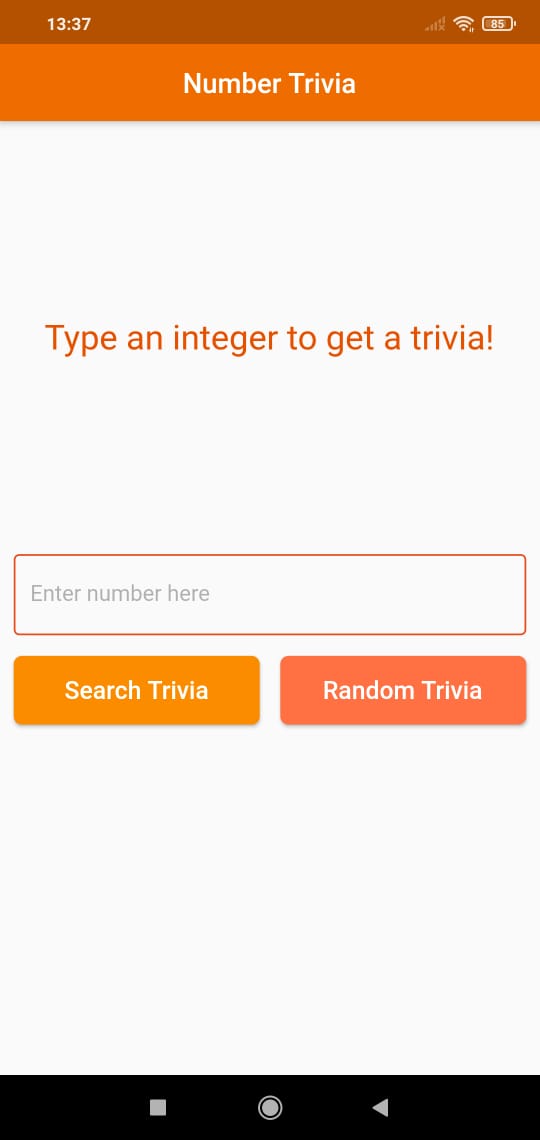 13:37
85
Number Trivia
Type an integer to get a trivia!
Enter number here
Search Trivia
Random Trivia